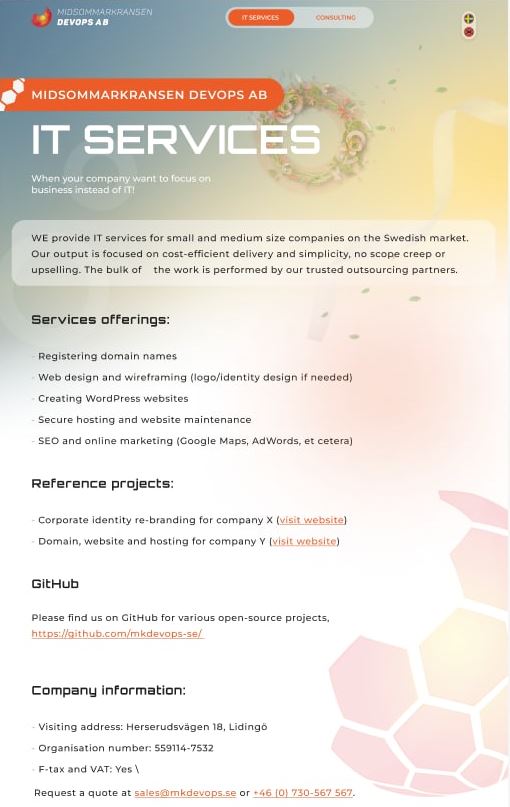 MIDSOMMARKRANSEN
DEVOPS AB
IT SERVICES
CONSULTING
MIDSOMMARKRANSEN DEVOPS AB
IT SERVICES
When your company want to focus on
business instead of IT!
WE provide IT services for small and medium size companies on the Swedish market.
Our output is focused on cost-efficient delivery and simplicity, no scope creep or
upselling. The bulk of the work is performed by our trusted outsourcing partners.
Services offerings:
- Registering domain names
- Web design and wireframing (logo/identity design if needed)
- Creating WordPress websites
- Secure hosting and website maintenance
- SEO and online marketing (Google Maps, AdWords, et cetera)
Reference projects:
- Corporate identity re-branding for company X (visit website)
- Domain, website and hosting for company Y (visit website)
GitHub
Please find us on GitHub for various open-source projects,
https://github.com/mkdevops-se/
Company information:
- Visiting address: Herserudsvägen 18, Lidingö
- Organisation number: 559114-7532
- F-tax and VAT: Yes \
Request a quote at sales@mkdevops.se or +46 (0) 730-567 567.